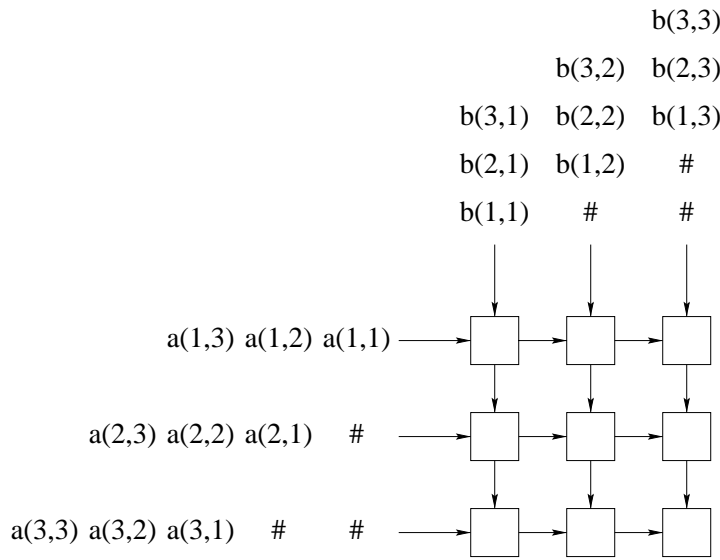 b(3,3)
b(3,2) b(2,3)
b(3,1) b(2,2) b(1,3)
b(2,1) b(1,2) #
b(1,1) # #
a(1,3) a(1,2) a(1,1)
a(2,3) a(2,2) a(2,1) #
a(3,3) a(3,2) a(3,1) # #